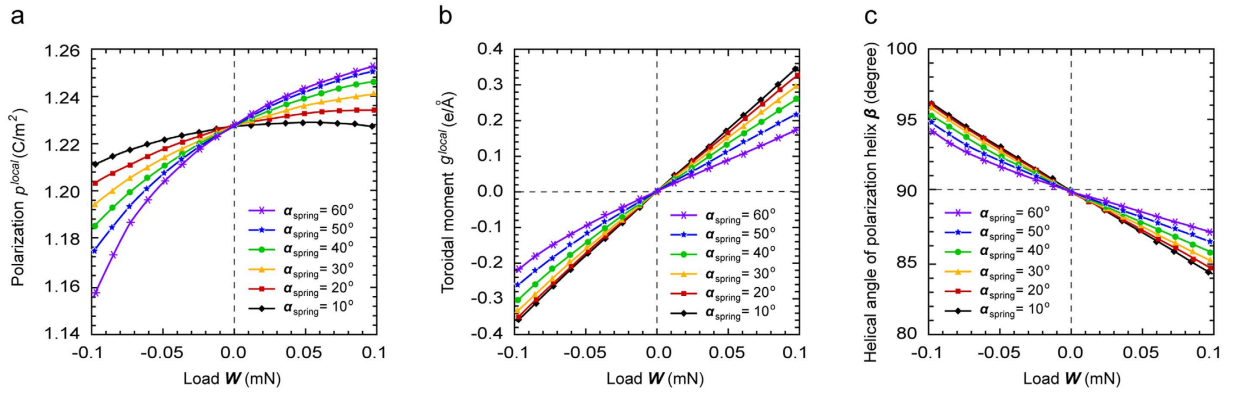 a
Polarization p^local (C/m²)
1.26
1.24
1.22
1.20
1.18
1.16
1.14
α_spring = 60°
α_spring = 50°
α_spring = 40°
α_spring = 30°
α_spring = 20°
α_spring = 10°
-0.1 -0.05 0.0 0.05 0.1
Load W (mN)
b
Toroidal moment g^local (eÅ)
0.4
0.3
0.2
0.1
0.0
-0.1
-0.2
-0.3
-0.4
α_spring = 60°
α_spring = 50°
α_spring = 40°
α_spring = 30°
α_spring = 20°
α_spring = 10°
-0.1 -0.05 0.0 0.05 0.1
Load W (mN)
c
Helical angle of polarization helix β (degree)
100
95
90
85
80
α_spring = 60°
α_spring = 50°
α_spring = 40°
α_spring = 30°
α_spring = 20°
α_spring = 10°
-0.1 -0.05 0.0 0.05 0.1
Load W (mN)